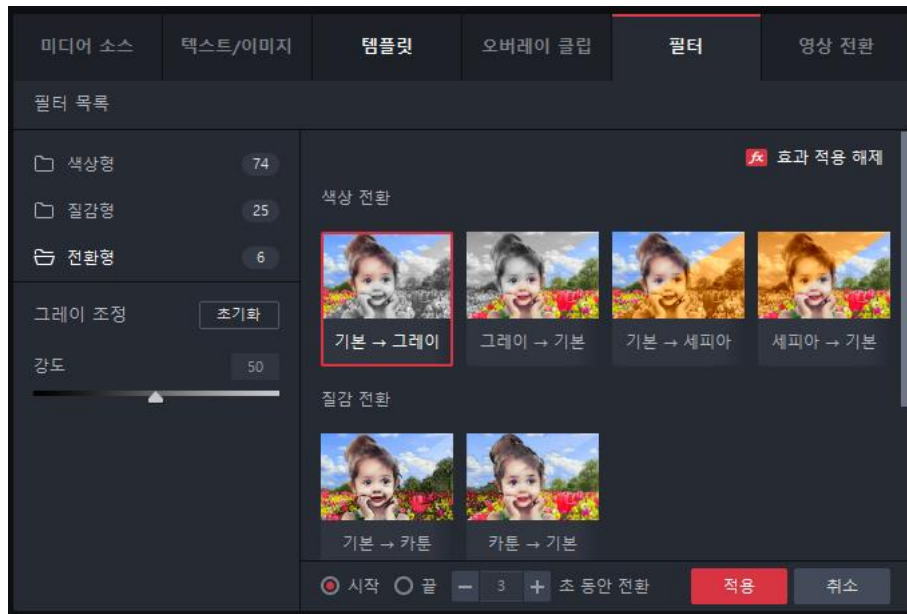 미디어 소스 텍스트/이미지 템플릿 오버레이 클립 필터 영상 전환
필터 목록
색상형 74
질감형 25
전환형 6
그레이 조정 초기화
강도 50
fx 효과 적용 해제
색상 전환
기본 → 그레이 그레이 → 기본 기본 → 세피아 세피아 → 기본
질감 전환
기본 → 카툰 카툰 → 기본
시작 끝 − 3 + 초 동안 전환 적용 취소